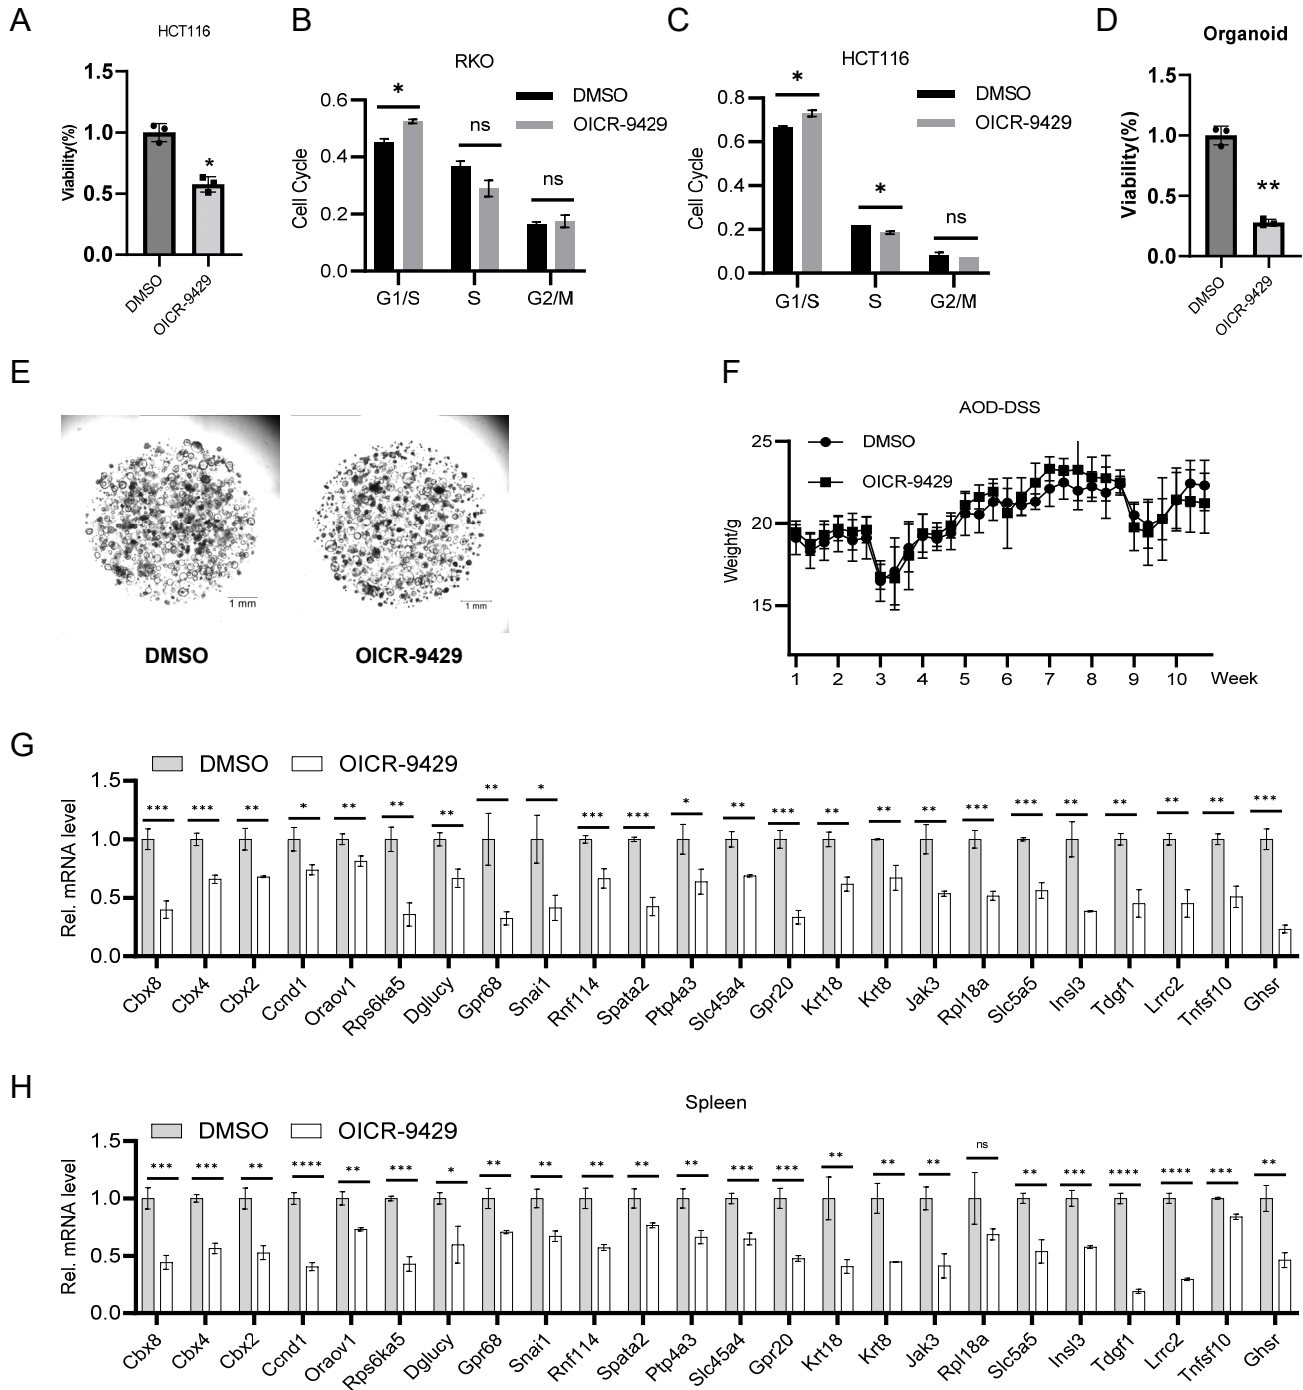 A
HCT116
Viability(%)
1.5
1.0
0.5
0.0
*
DMSO
OICR-9429
B
RKO
Cell Cycle
0.6
0.4
0.2
0.0
*
ns
ns
DMSO
OICR-9429
G1/S
S
G2/M
C
HCT116
Cell Cycle
0.8
0.6
0.4
0.2
0.0
*
*
ns
DMSO
OICR-9429
G1/S
S
G2/M
D
Organoid
Viability(%)
1.5
1.0
0.5
0.0
**
DMSO
OICR-9429
E
1 mm
1 mm
DMSO
OICR-9429
F
AOD-DSS
DMSO
OICR-9429
Weight/g
25
20
15
1 2 3 4 5 6 7 8 9 10 Week
G
DMSO OICR-9429
Rel. mRNA level
1.5
1.0
0.5
0.0
*** *** ** * ** ** ** ** * *** *** * ** *** ** ** ** *** *** ** ** ** ** ***
Cbx8 Cbx4 Cbx2 Ccnd1 Oraov1 Rps6ka5 Dglucy Gpr68 Snai1 Rnf114 Spata2 Ptp4a3 Slc45a4 Gpr20 Krt18 Krt8 Jak3 Rpl18a Slc5a5 Insl3 Tdgf1 Lrrc2 Tnfsf10 Ghsr
H
Spleen
DMSO OICR-9429
Rel. mRNA level
1.5
1.0
0.5
0.0
*** *** ** **** ** *** * ** ** ** ** ** *** *** ** ** ** ns ** *** **** **** *** **
Cbx8 Cbx4 Cbx2 Ccnd1 Oraov1 Rps6ka5 Dglucy Gpr68 Snai1 Rnf114 Spata2 Ptp4a3 Slc45a4 Gpr20 Krt18 Krt8 Jak3 Rpl18a Slc5a5 Insl3 Tdgf1 Lrrc2 Tnfsf10 Ghsr